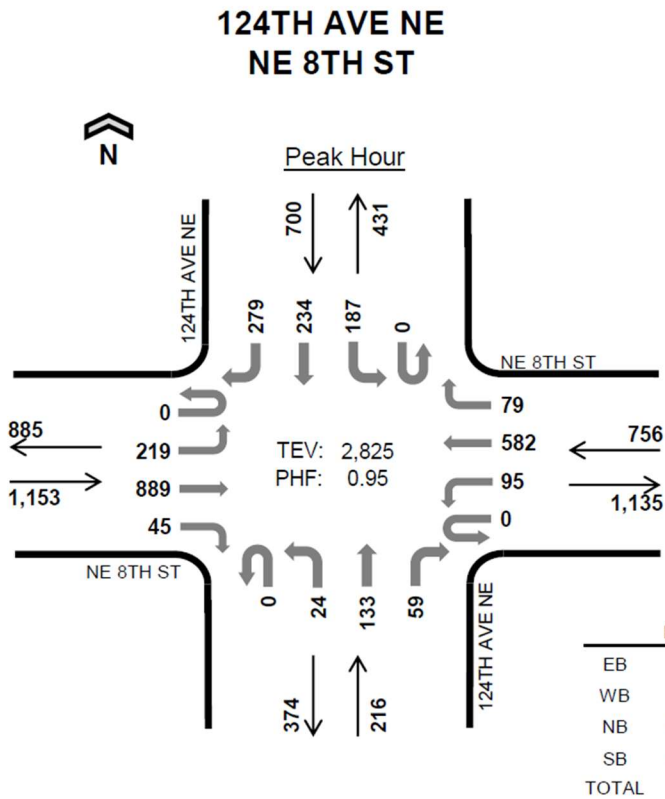 124TH AVE NE
NE 8TH ST
N
Peak Hour
700
431
124TH AVE NE
279
234
187
0
NE 8TH ST
0
79
885
219
TEV: 2,825
582
756
1,153
889
PHF: 0.95
95
1,135
45
0
NE 8TH ST
0
24
133
59
124TH AVE NE
374
216
EB
WB
NB
SB
TOTAL